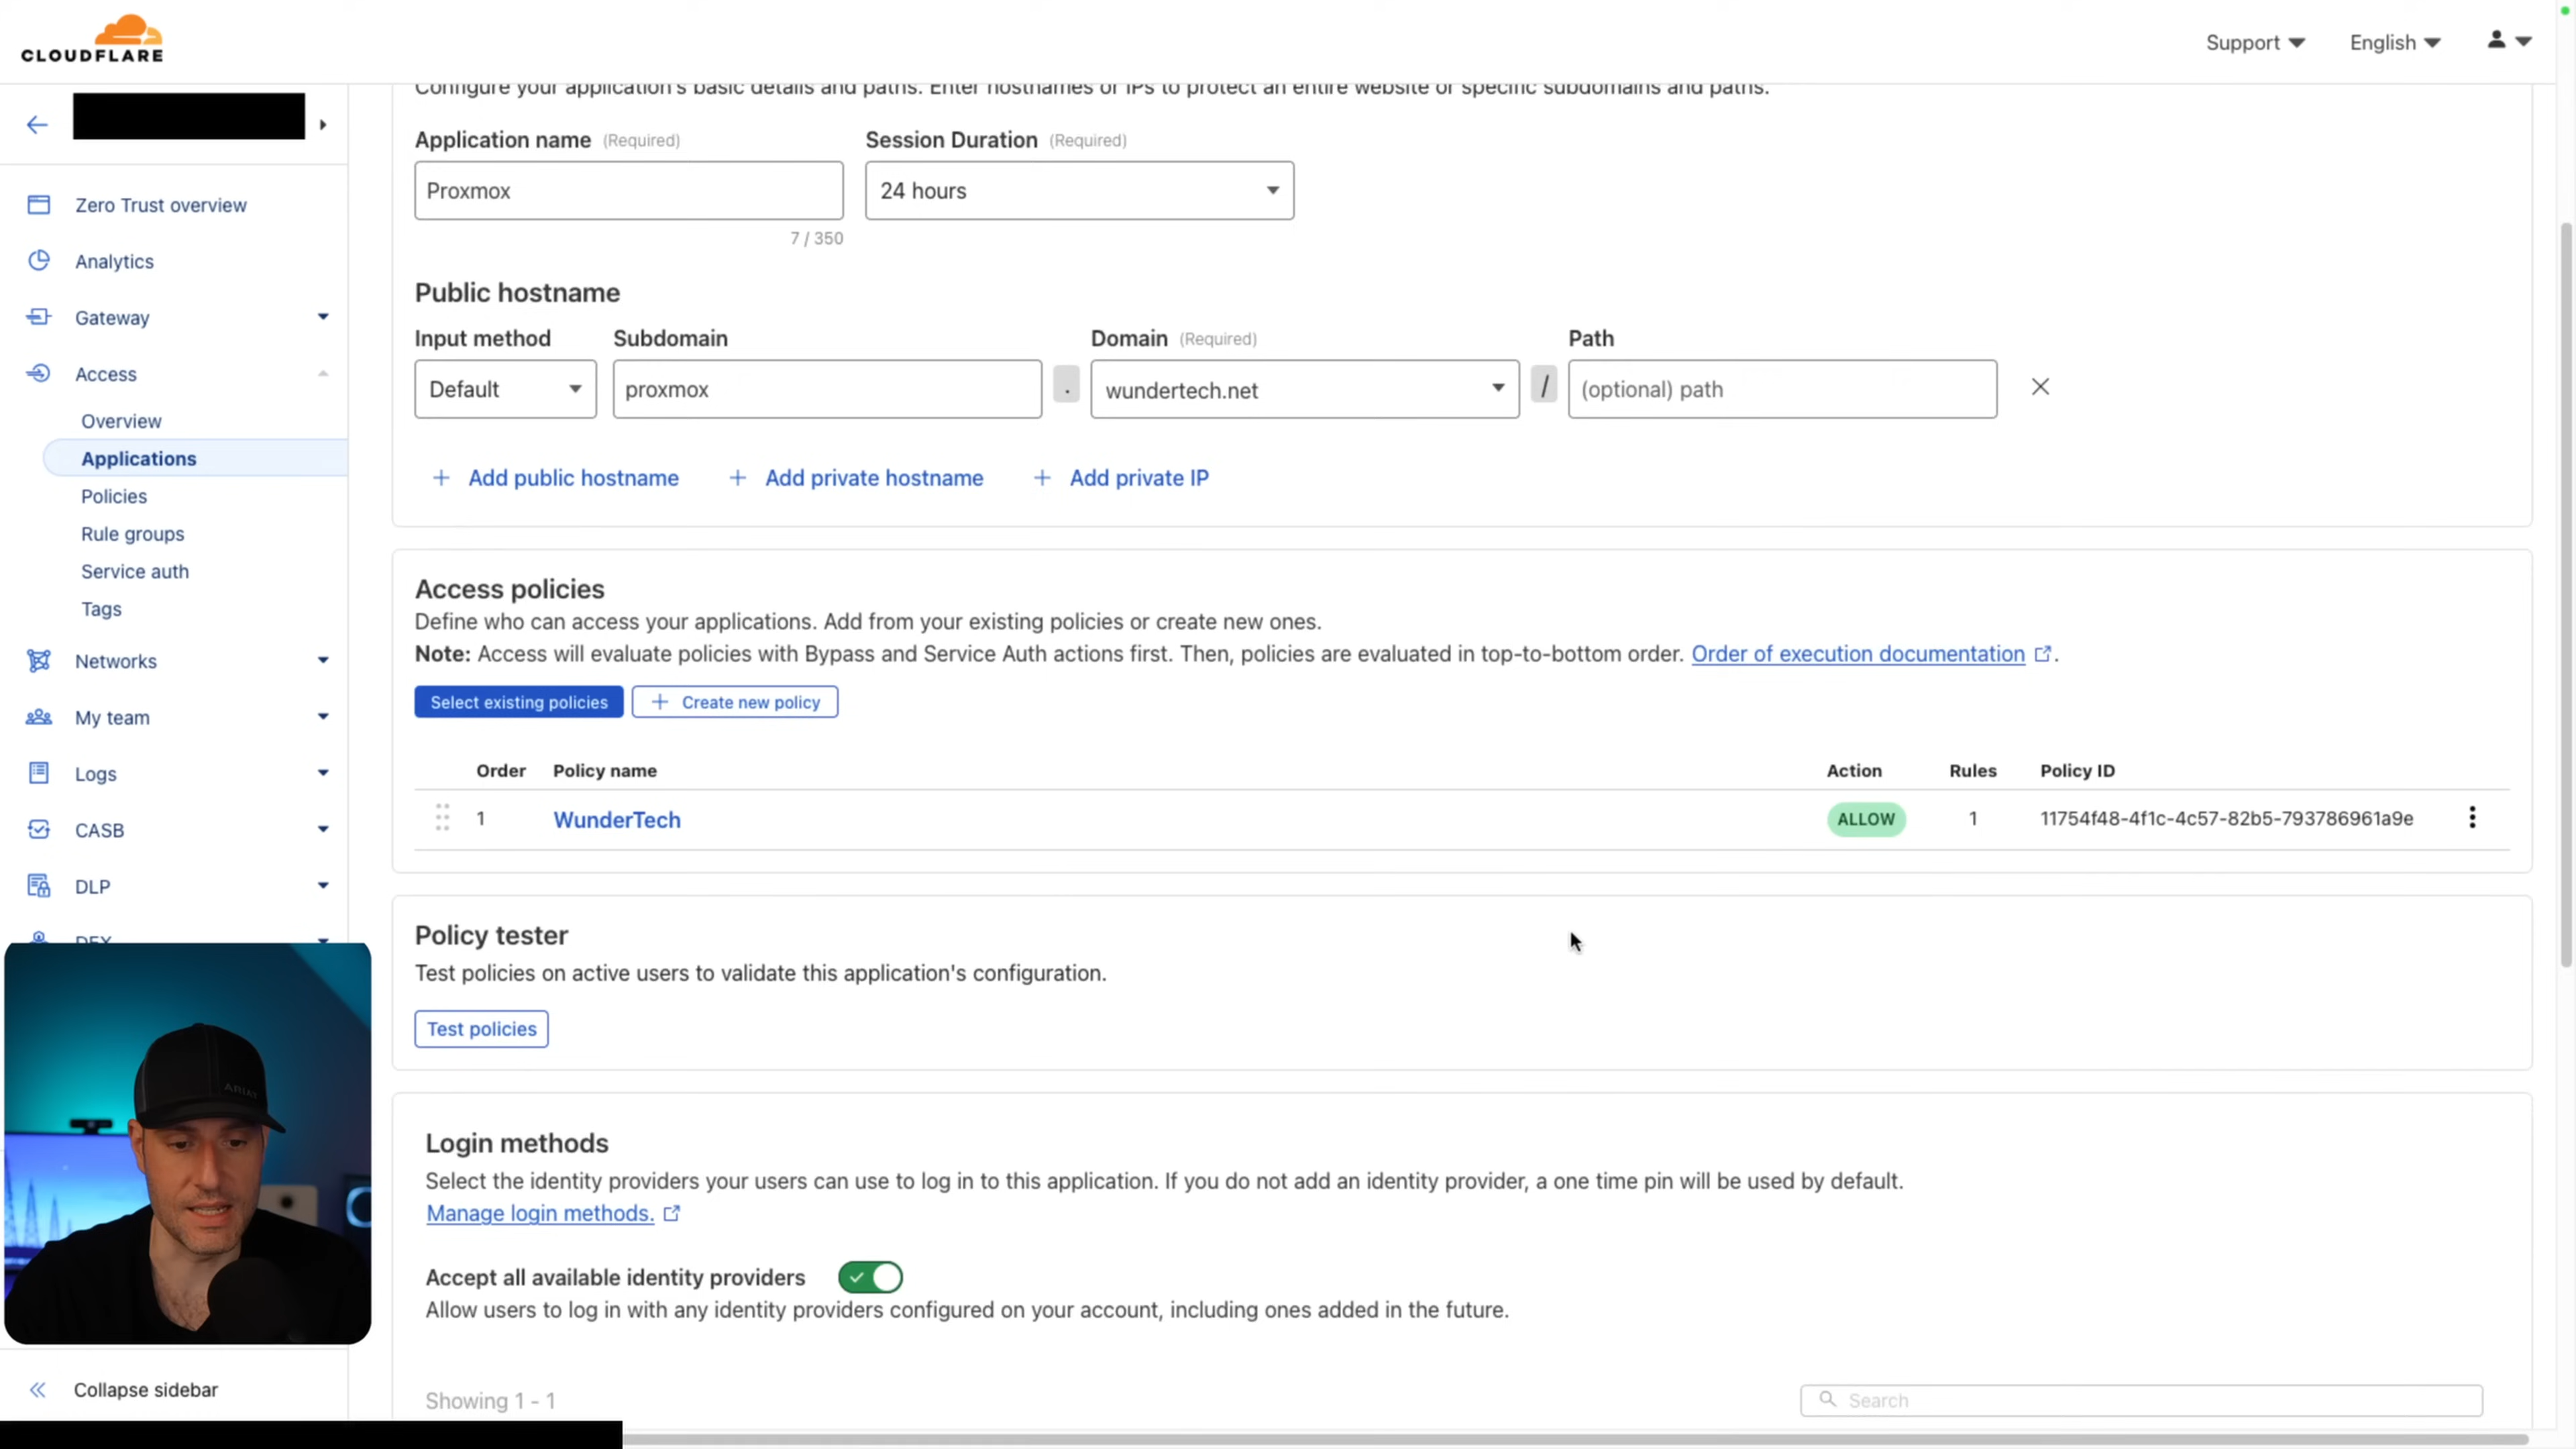 CLOUDFLARE
Support
English
Zero Trust overview
Analytics
Gateway
Access
Overview
Applications
Policies
Rule groups
Service auth
Tags
Networks
My team
Logs
CASB
DLP
DEX
Collapse sidebar
Configure your application's basic details and paths. Enter hostnames or IPs to protect an entire website or specific subdomains and paths.
Application name (Required)
Session Duration (Required)
Proxmox
24 hours
7 / 350
Public hostname
Input method
Subdomain
Domain (Required)
Path
Default
proxmox
.
wundertech.net
/
(optional) path
+ Add public hostname
+ Add private hostname
+ Add private IP
Access policies
Define who can access your applications. Add from your existing policies or create new ones.
Note: Access will evaluate policies with Bypass and Service Auth actions first. Then, policies are evaluated in top-to-bottom order. Order of execution documentation .
Select existing policies
+ Create new policy
Order Policy name Action Rules Policy ID
1 WunderTech ALLOW 1 11754f48-4f1c-4c57-82b5-793786961a9e
Policy tester
Test policies on active users to validate this application's configuration.
Test policies
Login methods
Select the identity providers your users can use to log in to this application. If you do not add an identity provider, a one time pin will be used by default.
Manage login methods.
Accept all available identity providers
Allow users to log in with any identity providers configured on your account, including ones added in the future.
Showing 1 - 1
Search
ARIAT